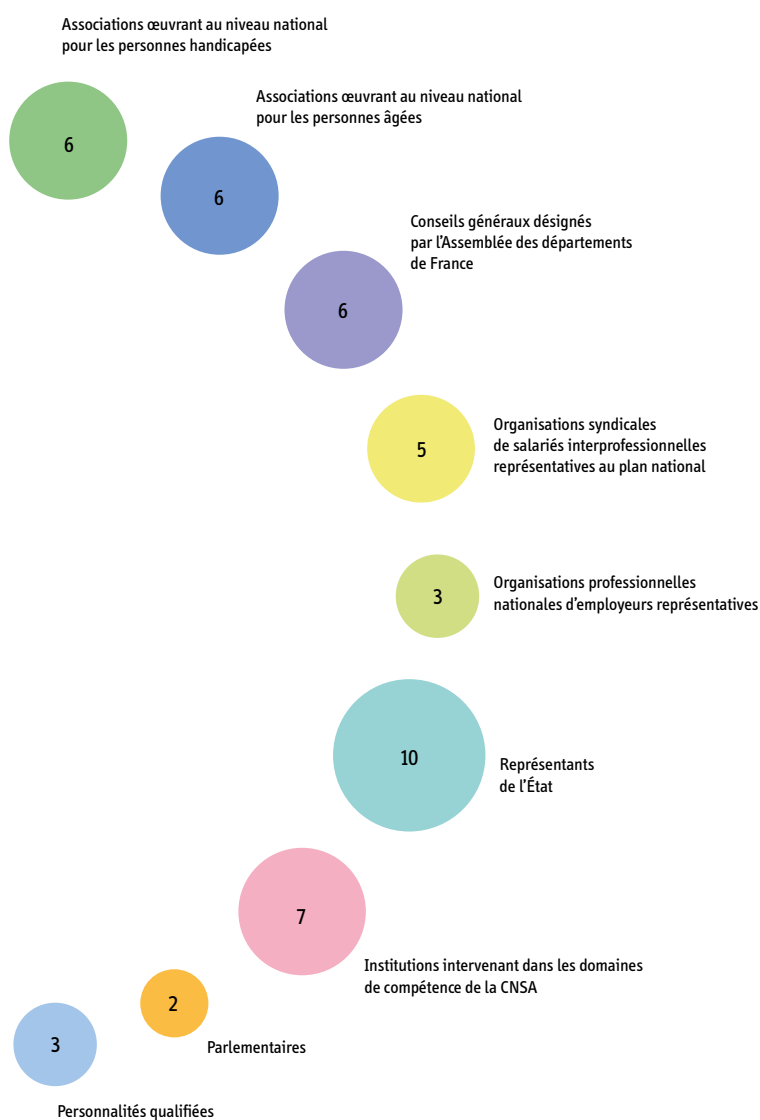 Associations œuvrant au niveau national
pour les personnes handicapées
6
Associations œuvrant au niveau national
pour les personnes âgées
6
Conseils généraux désignés
par l'Assemblée des départements
de France
6
Organisations syndicales
de salariés interprofessionnelles
représentatives au plan national
5
Organisations professionnelles
nationales d'employeurs représentatives
3
10
Représentants
de l'État
7
Institutions intervenant dans les domaines
de compétence de la CNSA
2
Parlementaires
3
Personnalités qualifiées